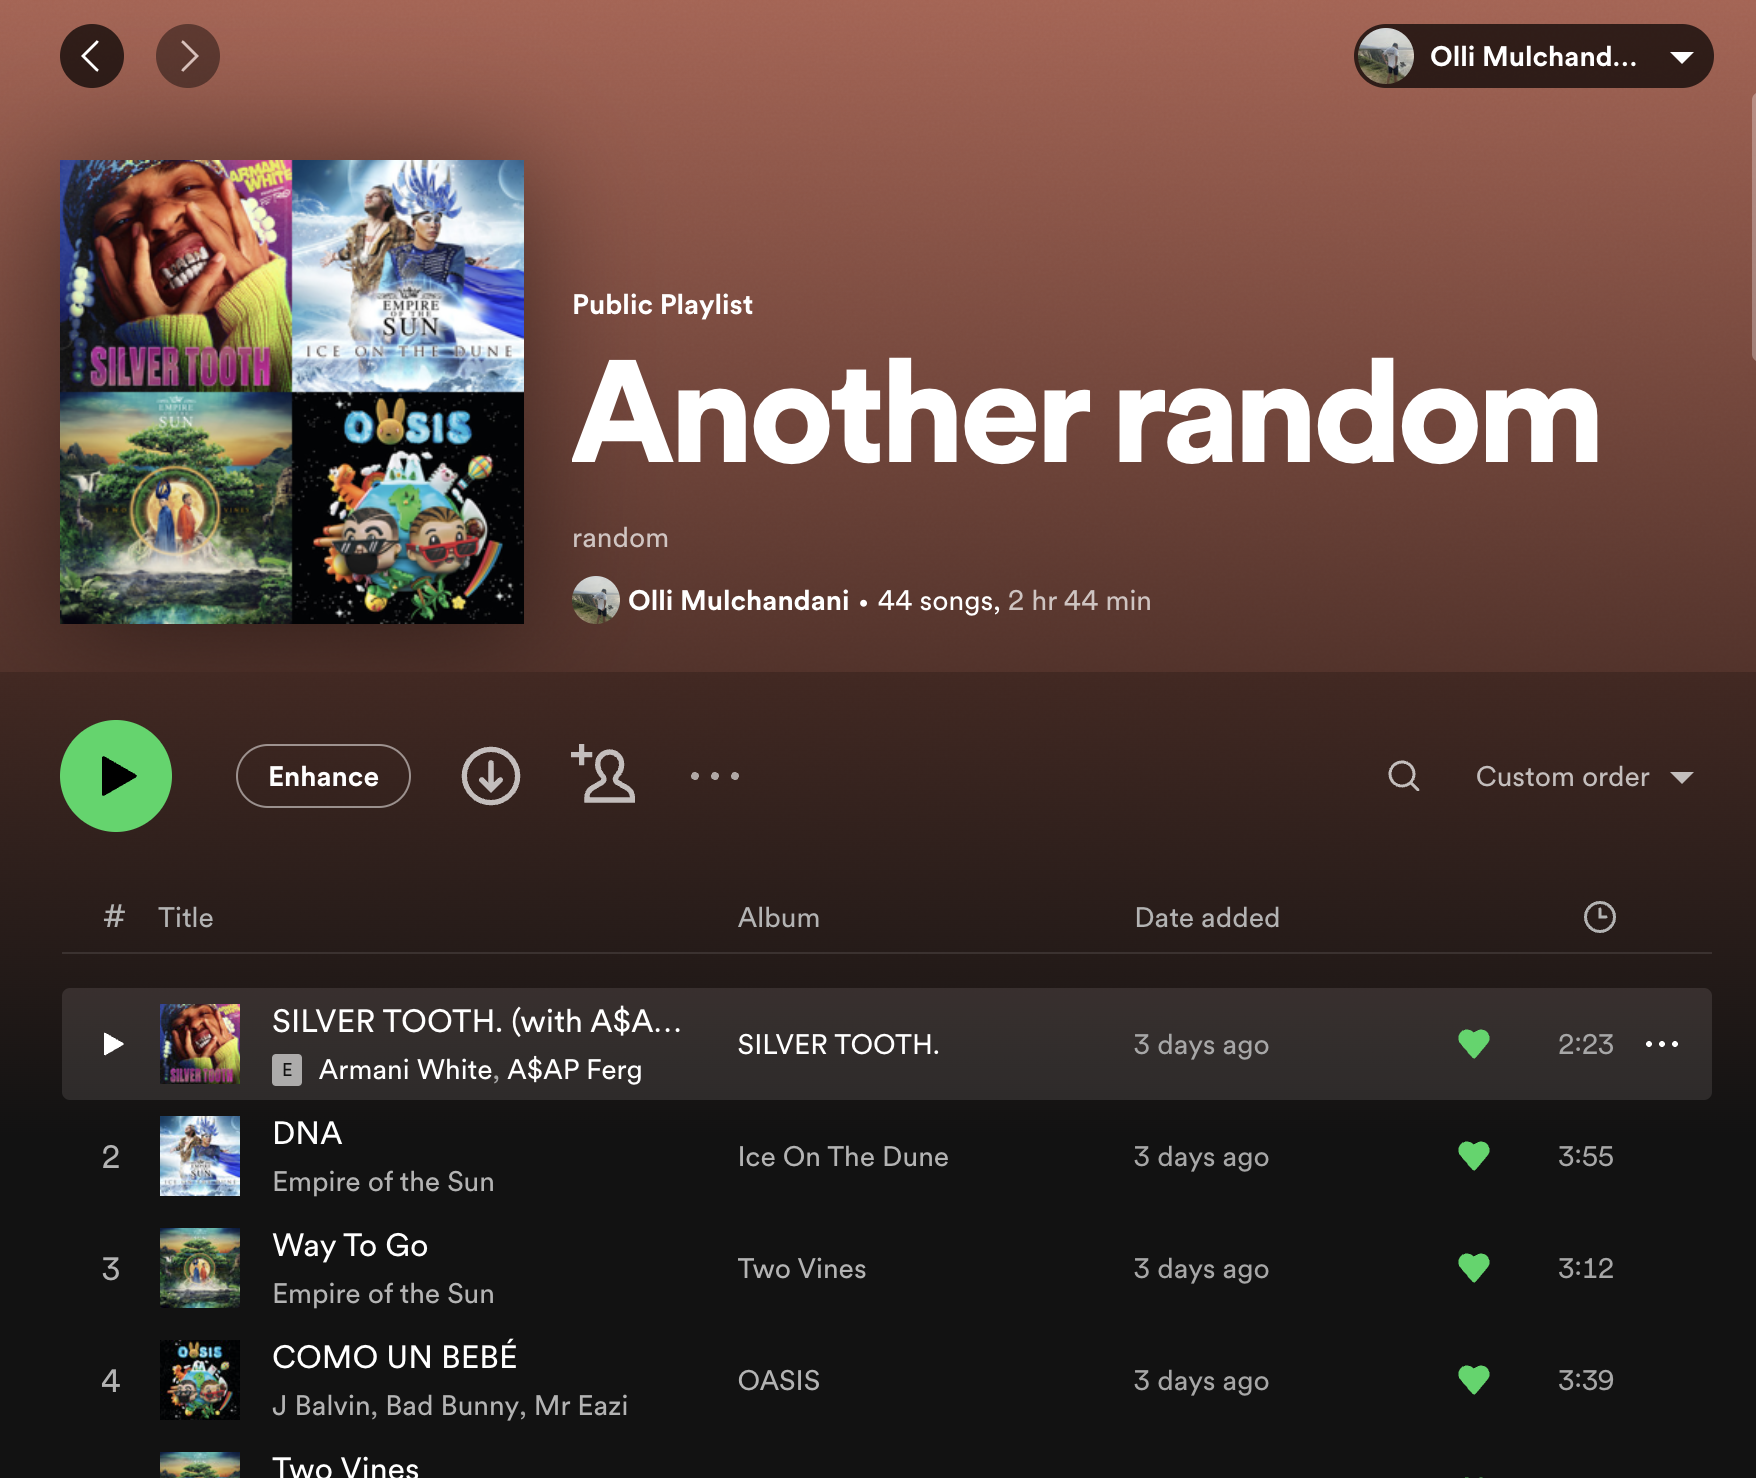 Olli Mulchand...
ARMANI
WHITE
SILVER TOOTH
EMPIRE
OF THE
SUN
ICE ON THE DUNE
EMPIRE
SUN
TWO VINES
OASIS
Public Playlist
Another random
random
Olli Mulchandani • 44 songs, 2 hr 44 min
Enhance
Custom order
# Title Album Date added
SILVER TOOTH. (with A$A... SILVER TOOTH. 3 days ago 2:23
E Armani White, A$AP Ferg
2 DNA Ice On The Dune 3 days ago 3:55
Empire of the Sun
3 Way To Go Two Vines 3 days ago 3:12
Empire of the Sun
4 COMO UN BEBÉ OASIS 3 days ago 3:39
J Balvin, Bad Bunny, Mr Eazi
Two Vines